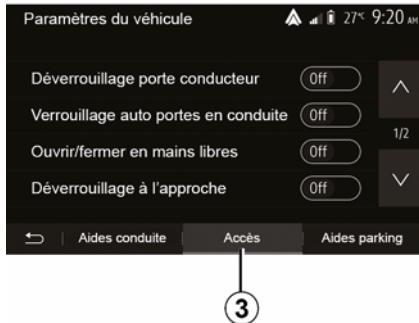 Paramètres du véhicule 27°C 9:20 AM
Déverrouillage porte conducteur Off
Verrouillage auto portes en conduite Off
1/2
Ouvrir/fermer en mains libres Off
Déverrouillage à l'approche Off
Aides conduite Accès Aides parking
3